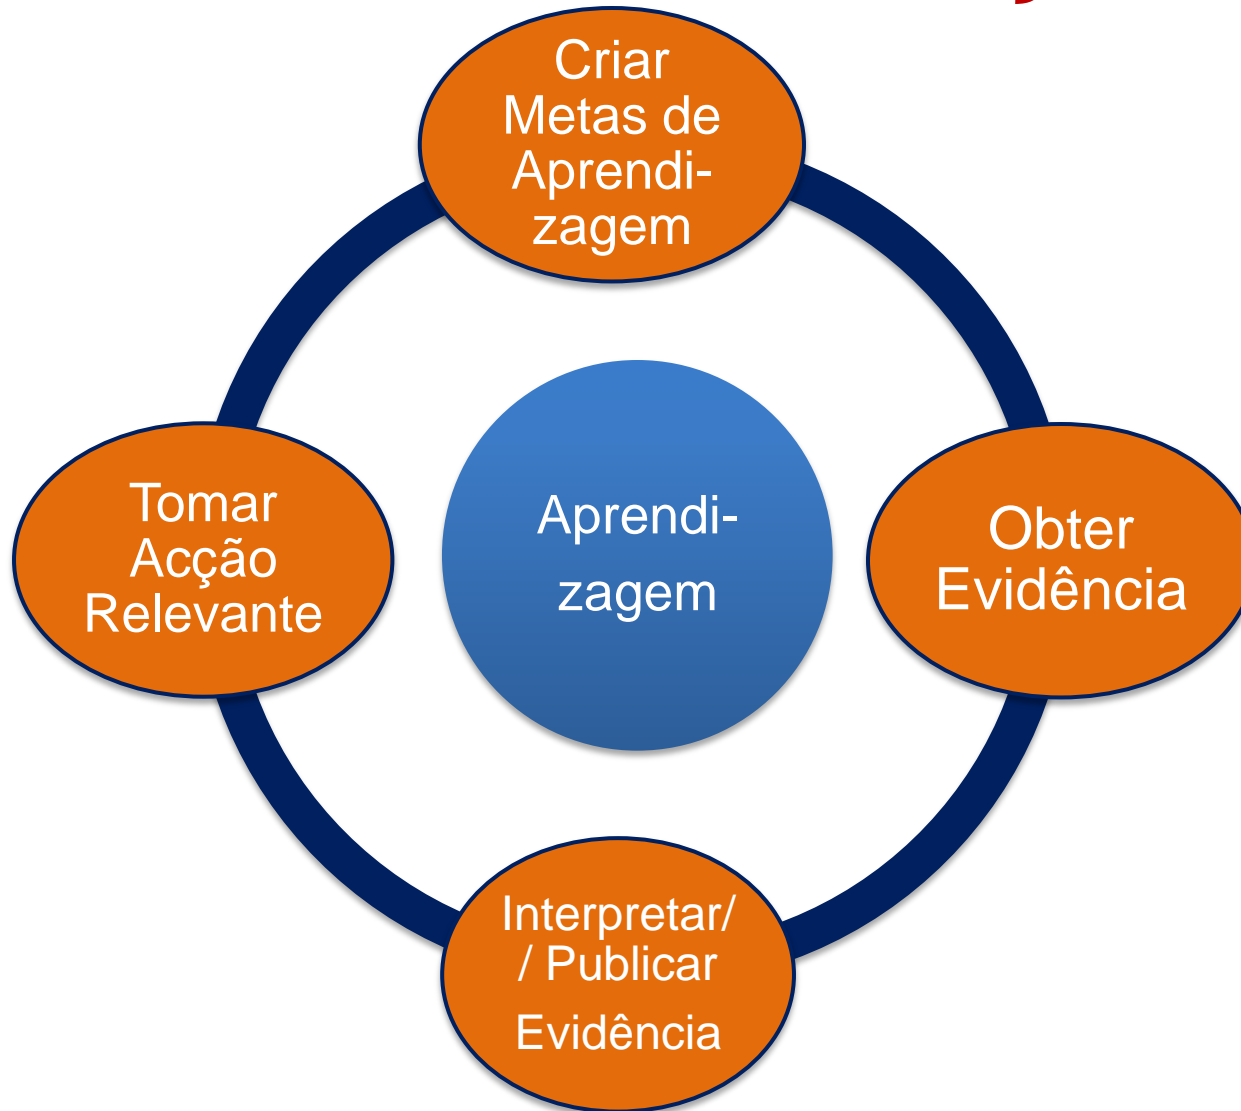 Criar
Metas de
Aprendi-
zagem
Tomar
Acção
Relevante
Aprendi-
zagem
Obter
Evidência
Interpretar/
/ Publicar
Evidência